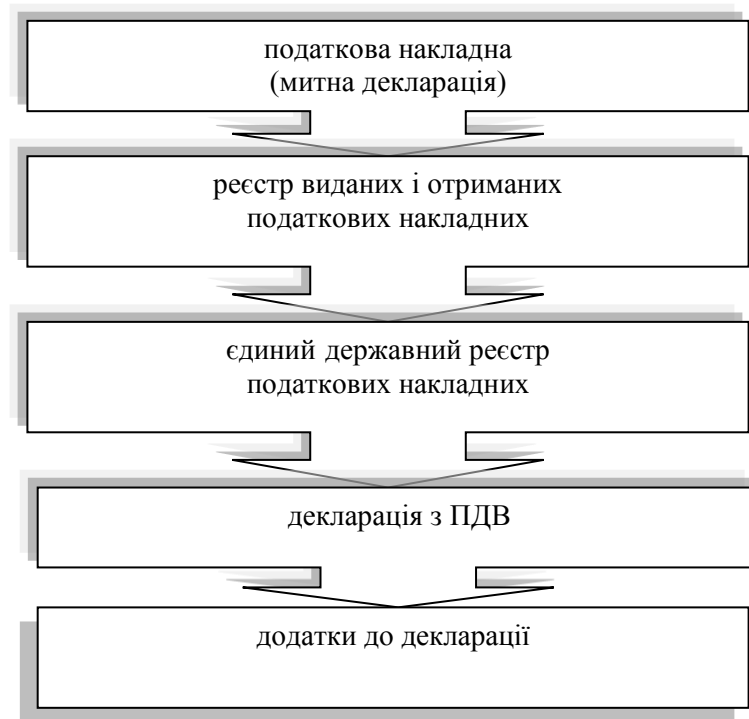 податкова накладна
(митна декларація)
реєстр виданих і отриманих
податкових накладних
єдиний державний реєстр
податкових накладних
декларація з ПДВ
додатки до декларації